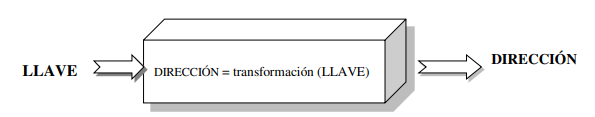 LLAVE
DIRECCIÓN = transformación (LLAVE)
DIRECCIÓN